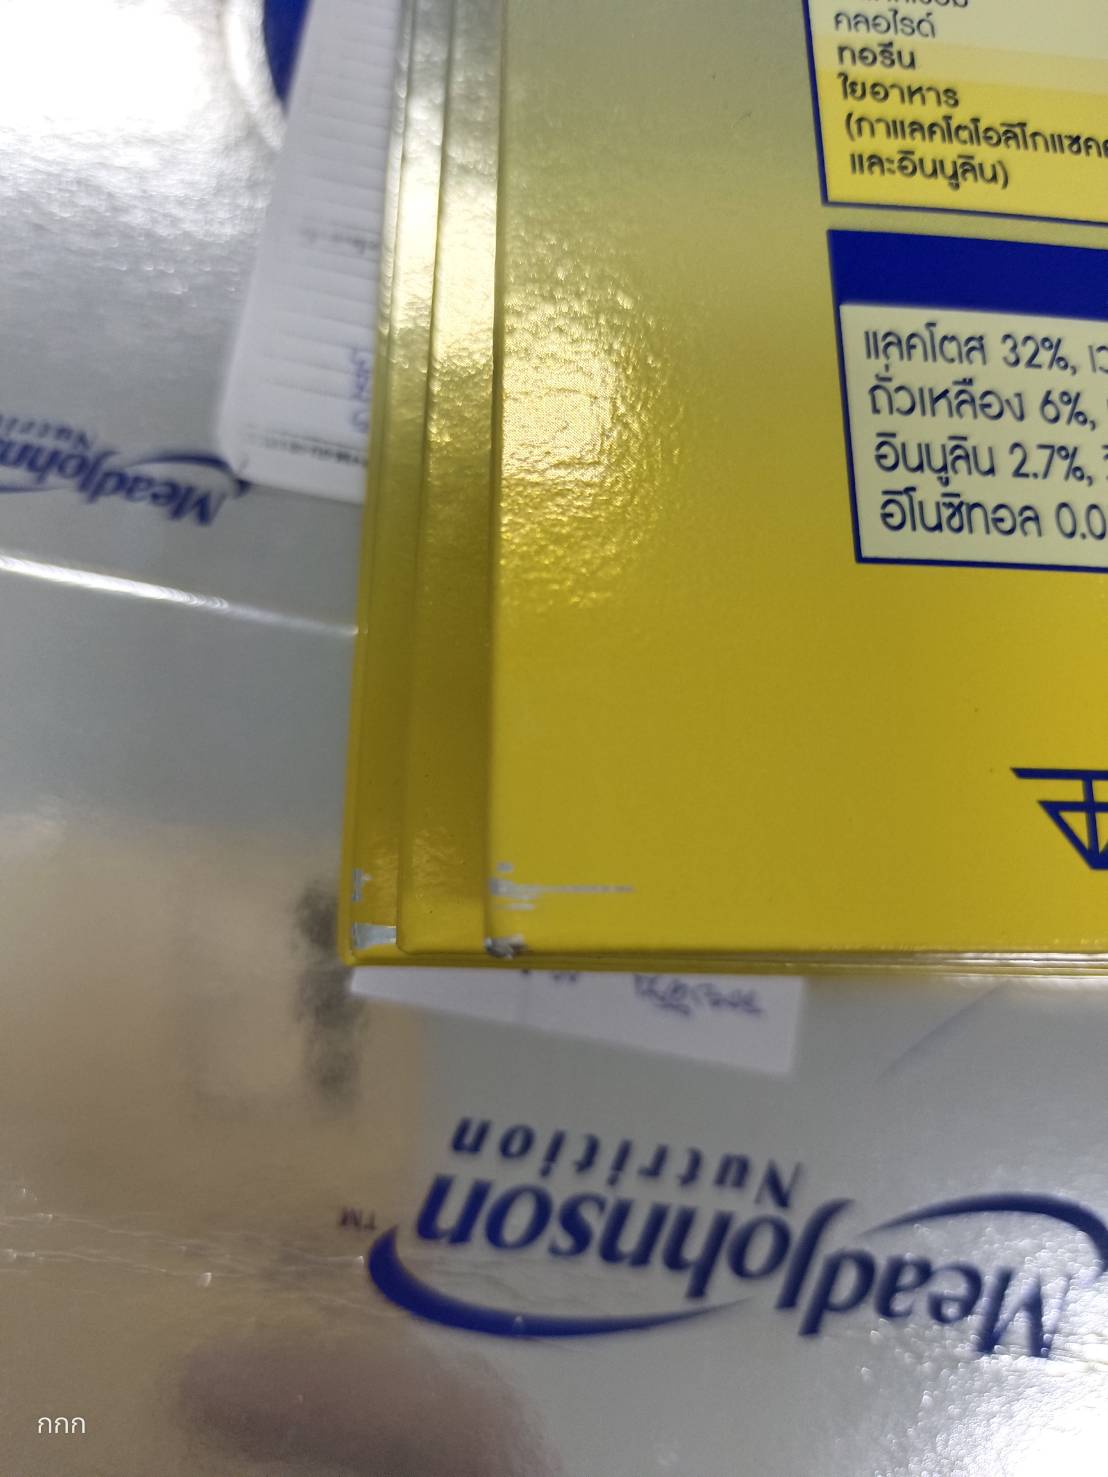 คลอไรด์
ทอรีน
ใยอาหาร
(กาแลคโตโอลิโกแซคค
และอินนูลิน)
แลคโตส 32%, เว
ถั่วเหลือง 6%,
อินนูลิน 2.7%,
อิโนซิทอล 0.0
MeadJohnson
Nutrition
MeadJohnson
TM
Nutrition
กกก